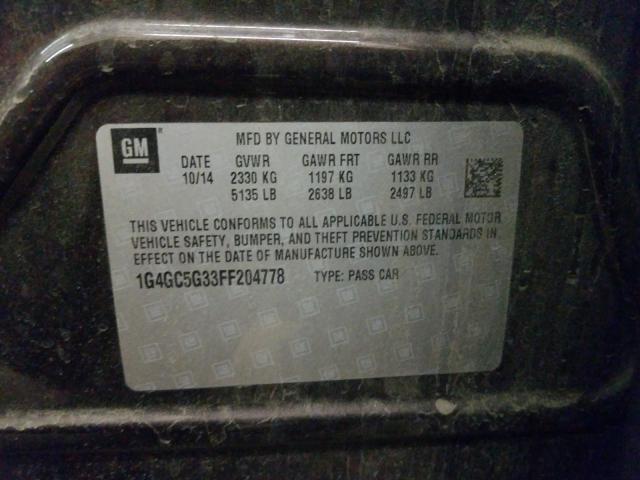 GM ® MFD BY GENERAL MOTORS LLC
DATE GVWR GAWR FRT GAWR RR
10/14 2330 KG 1197 KG 1133 KG
5135 LB 2638 LB 2497 LB
THIS VEHICLE CONFORMS TO ALL APPLICABLE U.S. FEDERAL MOTOR
VEHICLE SAFETY, BUMPER, AND THEFT PREVENTION STANDARDS IN
EFFECT ON THE DATE OF MANUFACTURE SHOWN ABOVE.
1G4GC5G33FF204778 TYPE: PASS CAR